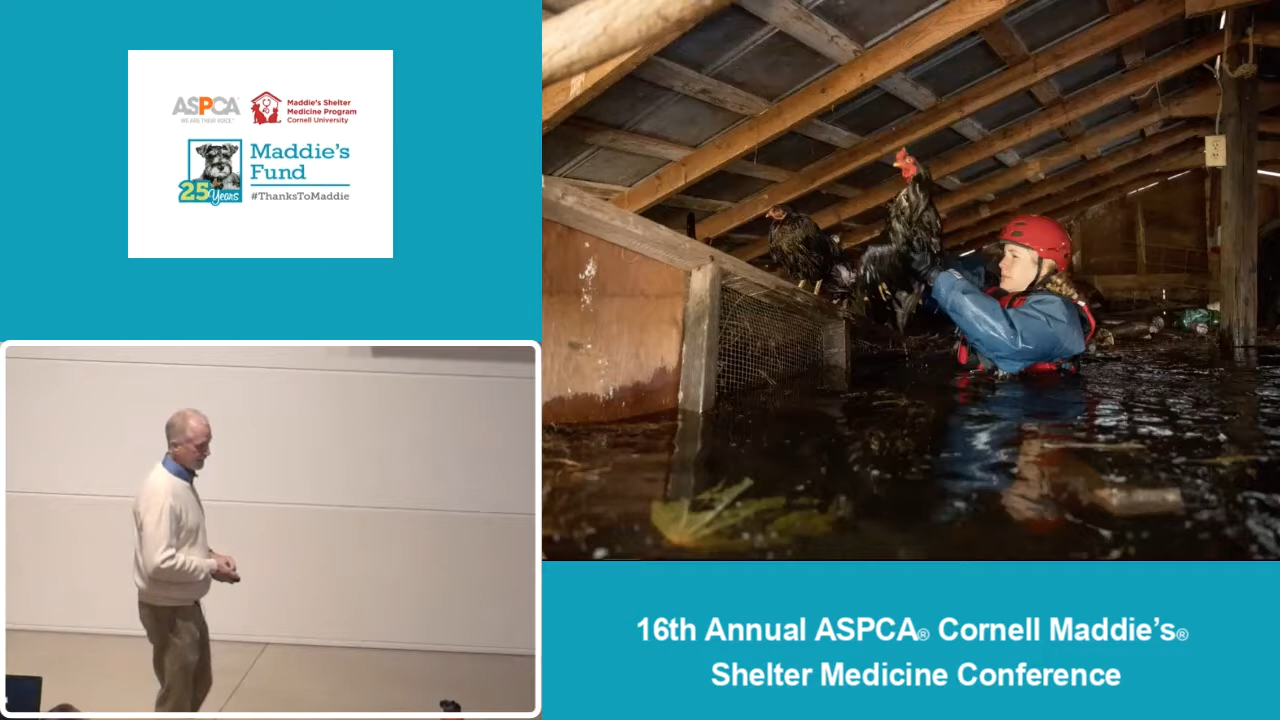 ASPCA
WE ARE THEIR VOICE.
Maddie's Shelter
Medicine Program
Cornell University
25 Years
Maddie's
Fund
#ThanksToMaddie
16th Annual ASPCA® Cornell Maddie's®
Shelter Medicine Conference